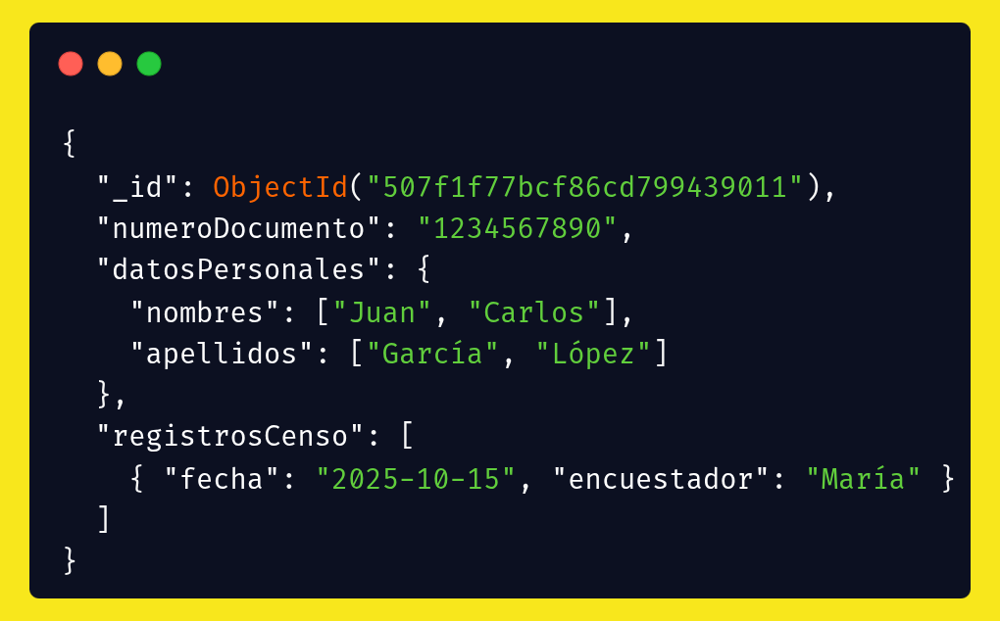 {
  "_id": ObjectId("507f1f77bcf86cd799439011"),
  "numeroDocumento": "1234567890",
  "datosPersonales": {
    "nombres": ["Juan", "Carlos"],
    "apellidos": ["García", "López"]
  },
  "registrosCenso": [
    { "fecha": "2025-10-15", "encuestador": "María" }
  ]
}